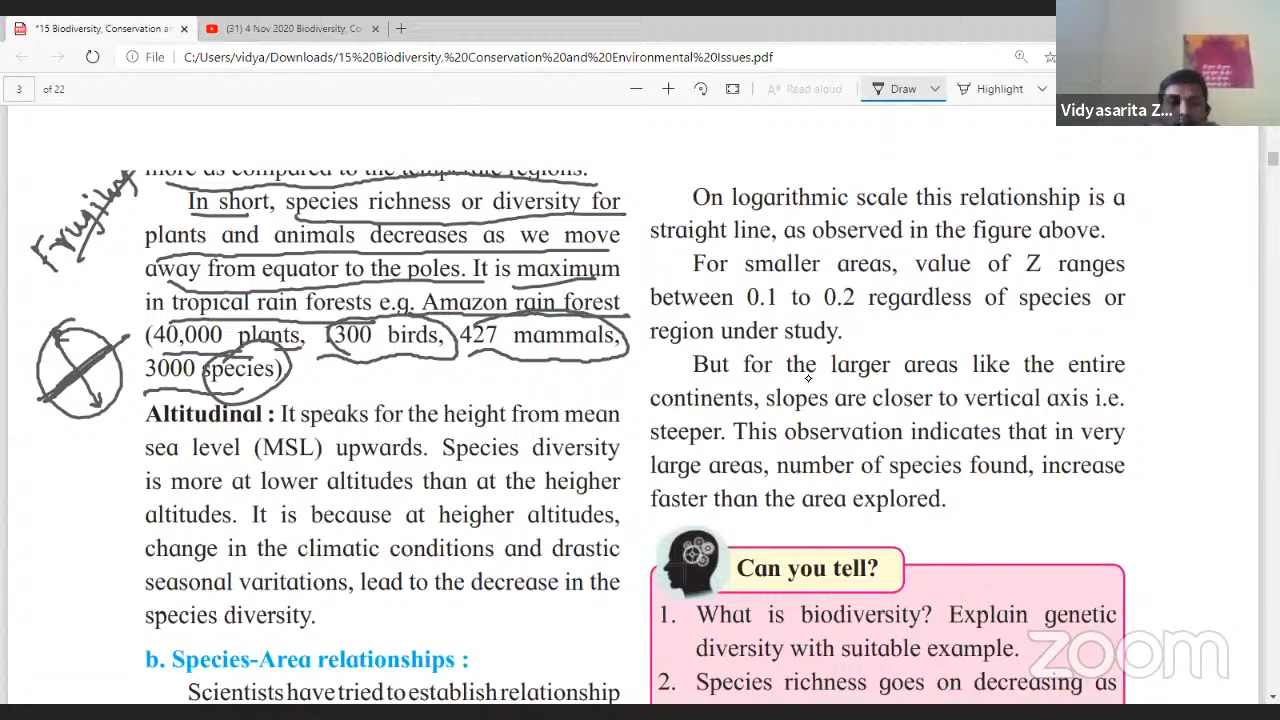 *15 Biodiversity, Conservation an
(31) 4 Nov 2020 Biodiversity, Co
File
C:/Users/vidya/Downloads/15%20Biodiversity,%20Conservation%20and%20Environmental%20Issues.pdf
3 of 22
Read aloud
Draw
Highlight
Vidyasarita Z...
more as compared to the temperate regions.
In short, species richness or diversity for
plants and animals decreases as we move
away from equator to the poles. It is maximum
in tropical rain forests e.g. Amazon rain forest
(40,000 plants, 1300 birds, 427 mammals,
3000 species)
Altitudinal : It speaks for the height from mean
sea level (MSL) upwards. Species diversity
is more at lower altitudes than at the heigher
altitudes. It is because at heigher altitudes,
change in the climatic conditions and drastic
seasonal varitations, lead to the decrease in the
species diversity.
b. Species-Area relationships :
Scientists have tried to establish relationship
On logarithmic scale this relationship is a
straight line, as observed in the figure above.
For smaller areas, value of Z ranges
between 0.1 to 0.2 regardless of species or
region under study.
But for the larger areas like the entire
continents, slopes are closer to vertical axis i.e.
steeper. This observation indicates that in very
large areas, number of species found, increase
faster than the area explored.
Can you tell?
1. What is biodiversity? Explain genetic
diversity with suitable example.
2. Species richness goes on decreasing as
zoom